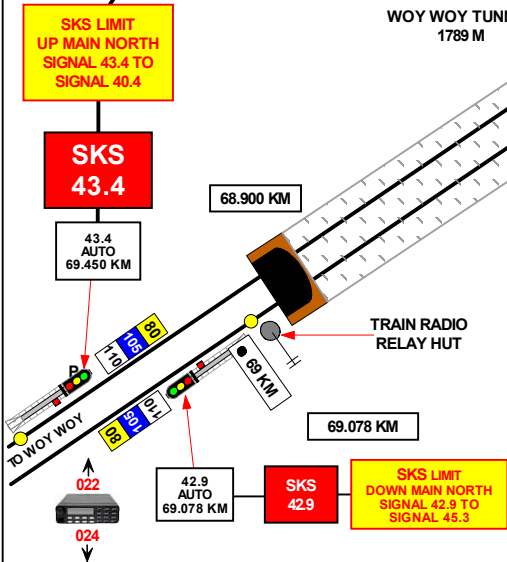 SKS LIMIT
UP MAIN NORTH
SIGNAL 43.4 TO
SIGNAL 40.4
WOY WOY TUN
1789 M
SKS
43.4
68.900 KM
43.4
AUTO
69.450 KM
110 105 80
P
TRAIN RADIO
RELAY HUT
69 KM
80 105 110
TO WOY WOY
69.078 KM
022
024
42.9
AUTO
69.078 KM
SKS
42.9
SKS LIMIT
DOWN MAIN NORTH
SIGNAL 42.9 TO
SIGNAL 45.3